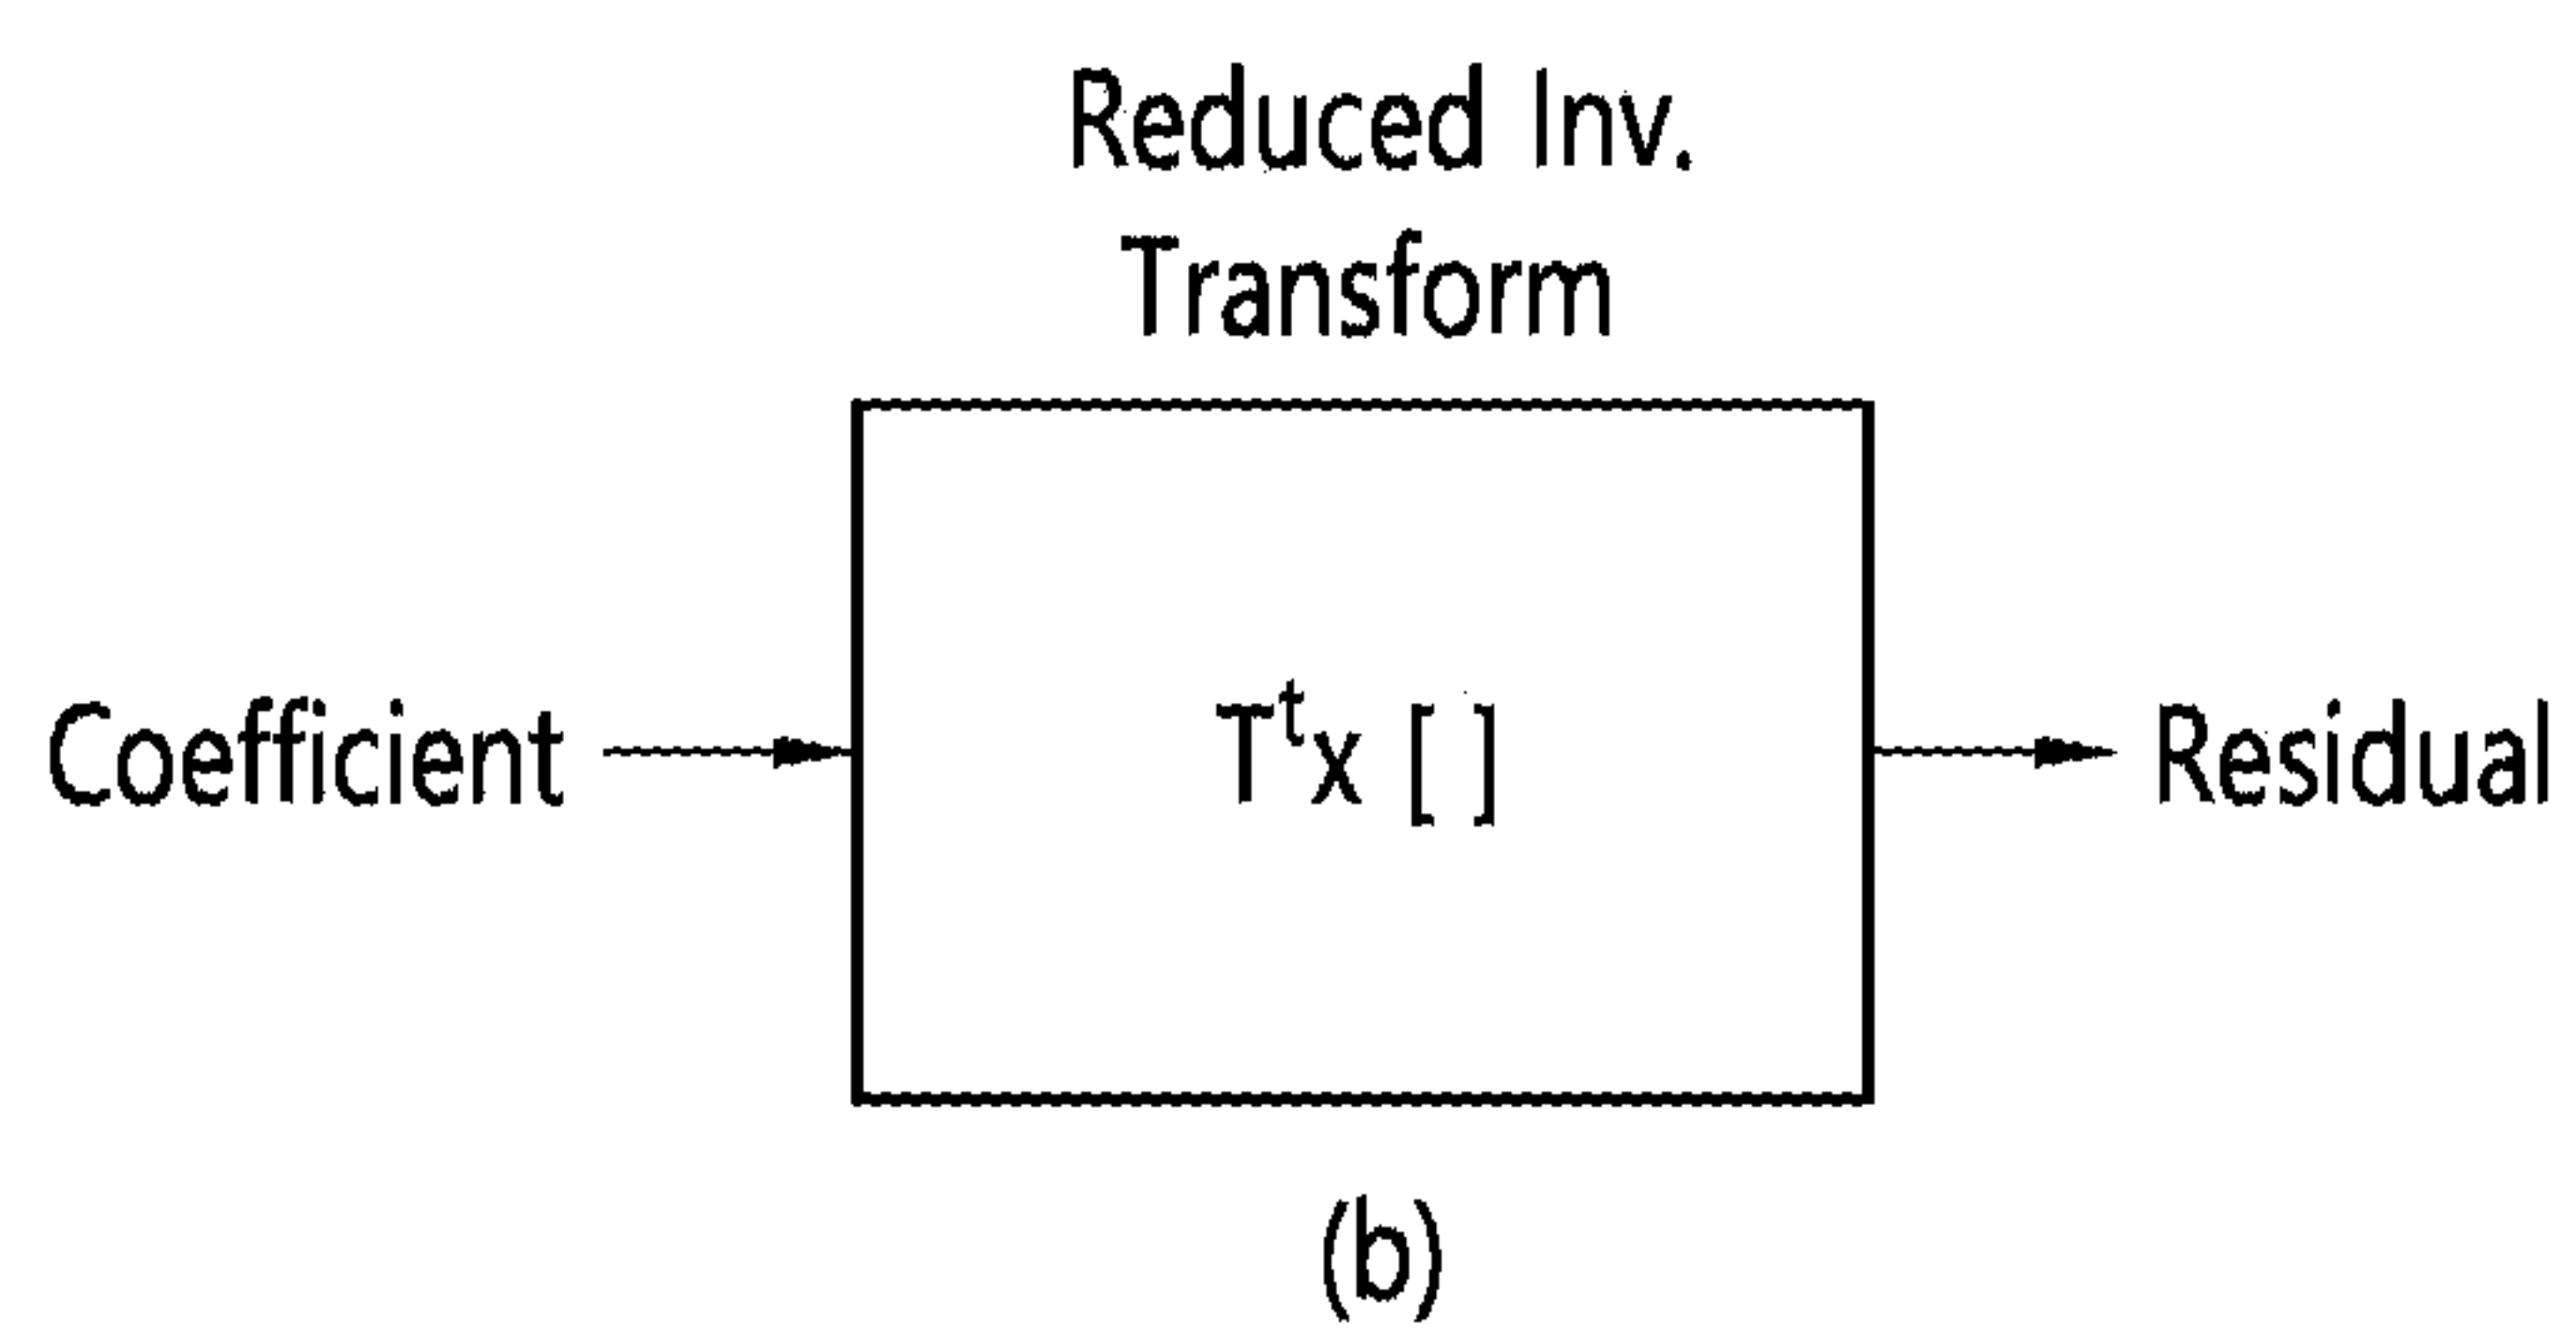 Reduced Inv.
Transform
Coefficient
Tᵗx [ ]
Residual
(b)